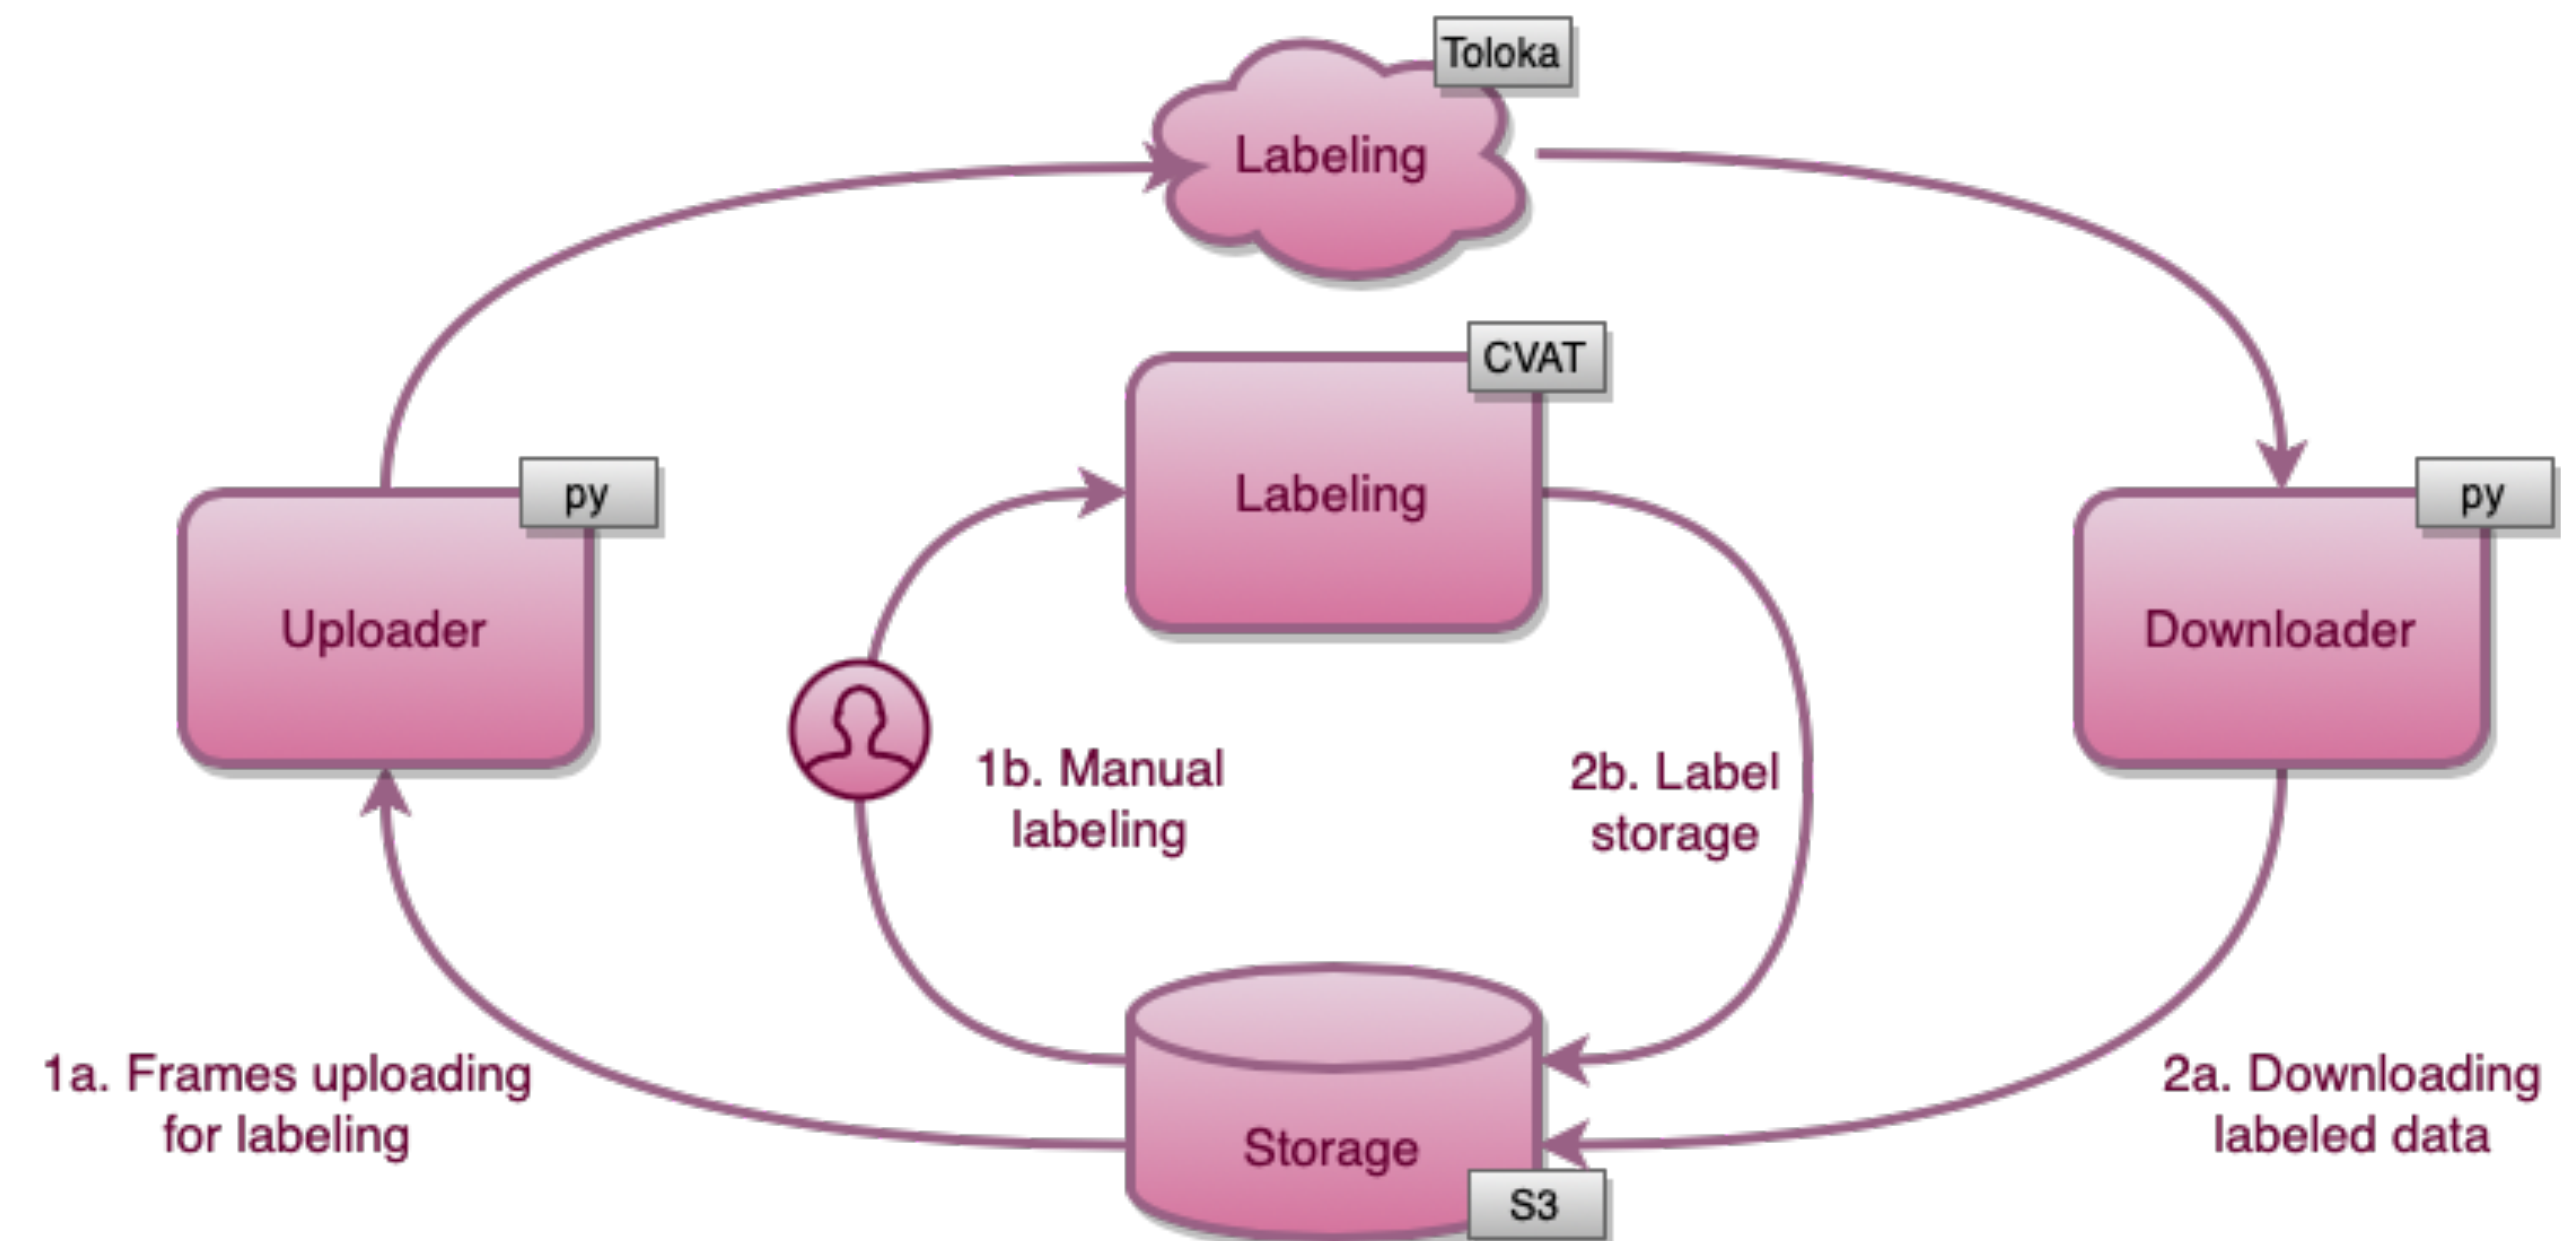 Toloka
Labeling
CVAT
Labeling
py
Uploader
py
Downloader
1b. Manual
labeling
2b. Label
storage
1a. Frames uploading
for labeling
2a. Downloading
labeled data
Storage
S3